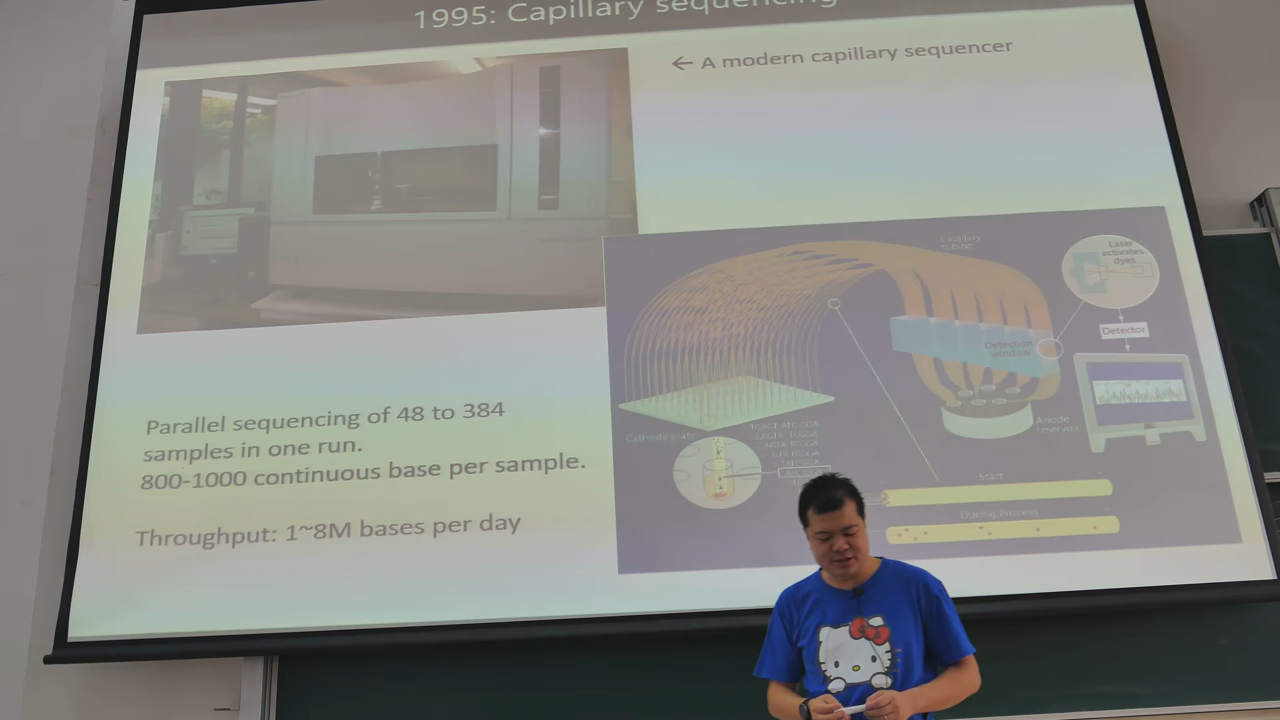 1995: Capillary sequencing
← A modern capillary sequencer
Capillary
tubing
Laser
activates
dyes
Detector
Detection
window
Anode
reservoir
Cathode plate
Parallel sequencing of 48 to 384
samples in one run.
800-1000 continuous base per sample.
Throughput: 1~8M bases per day
Start
During Process